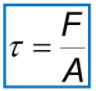 τ = F/A